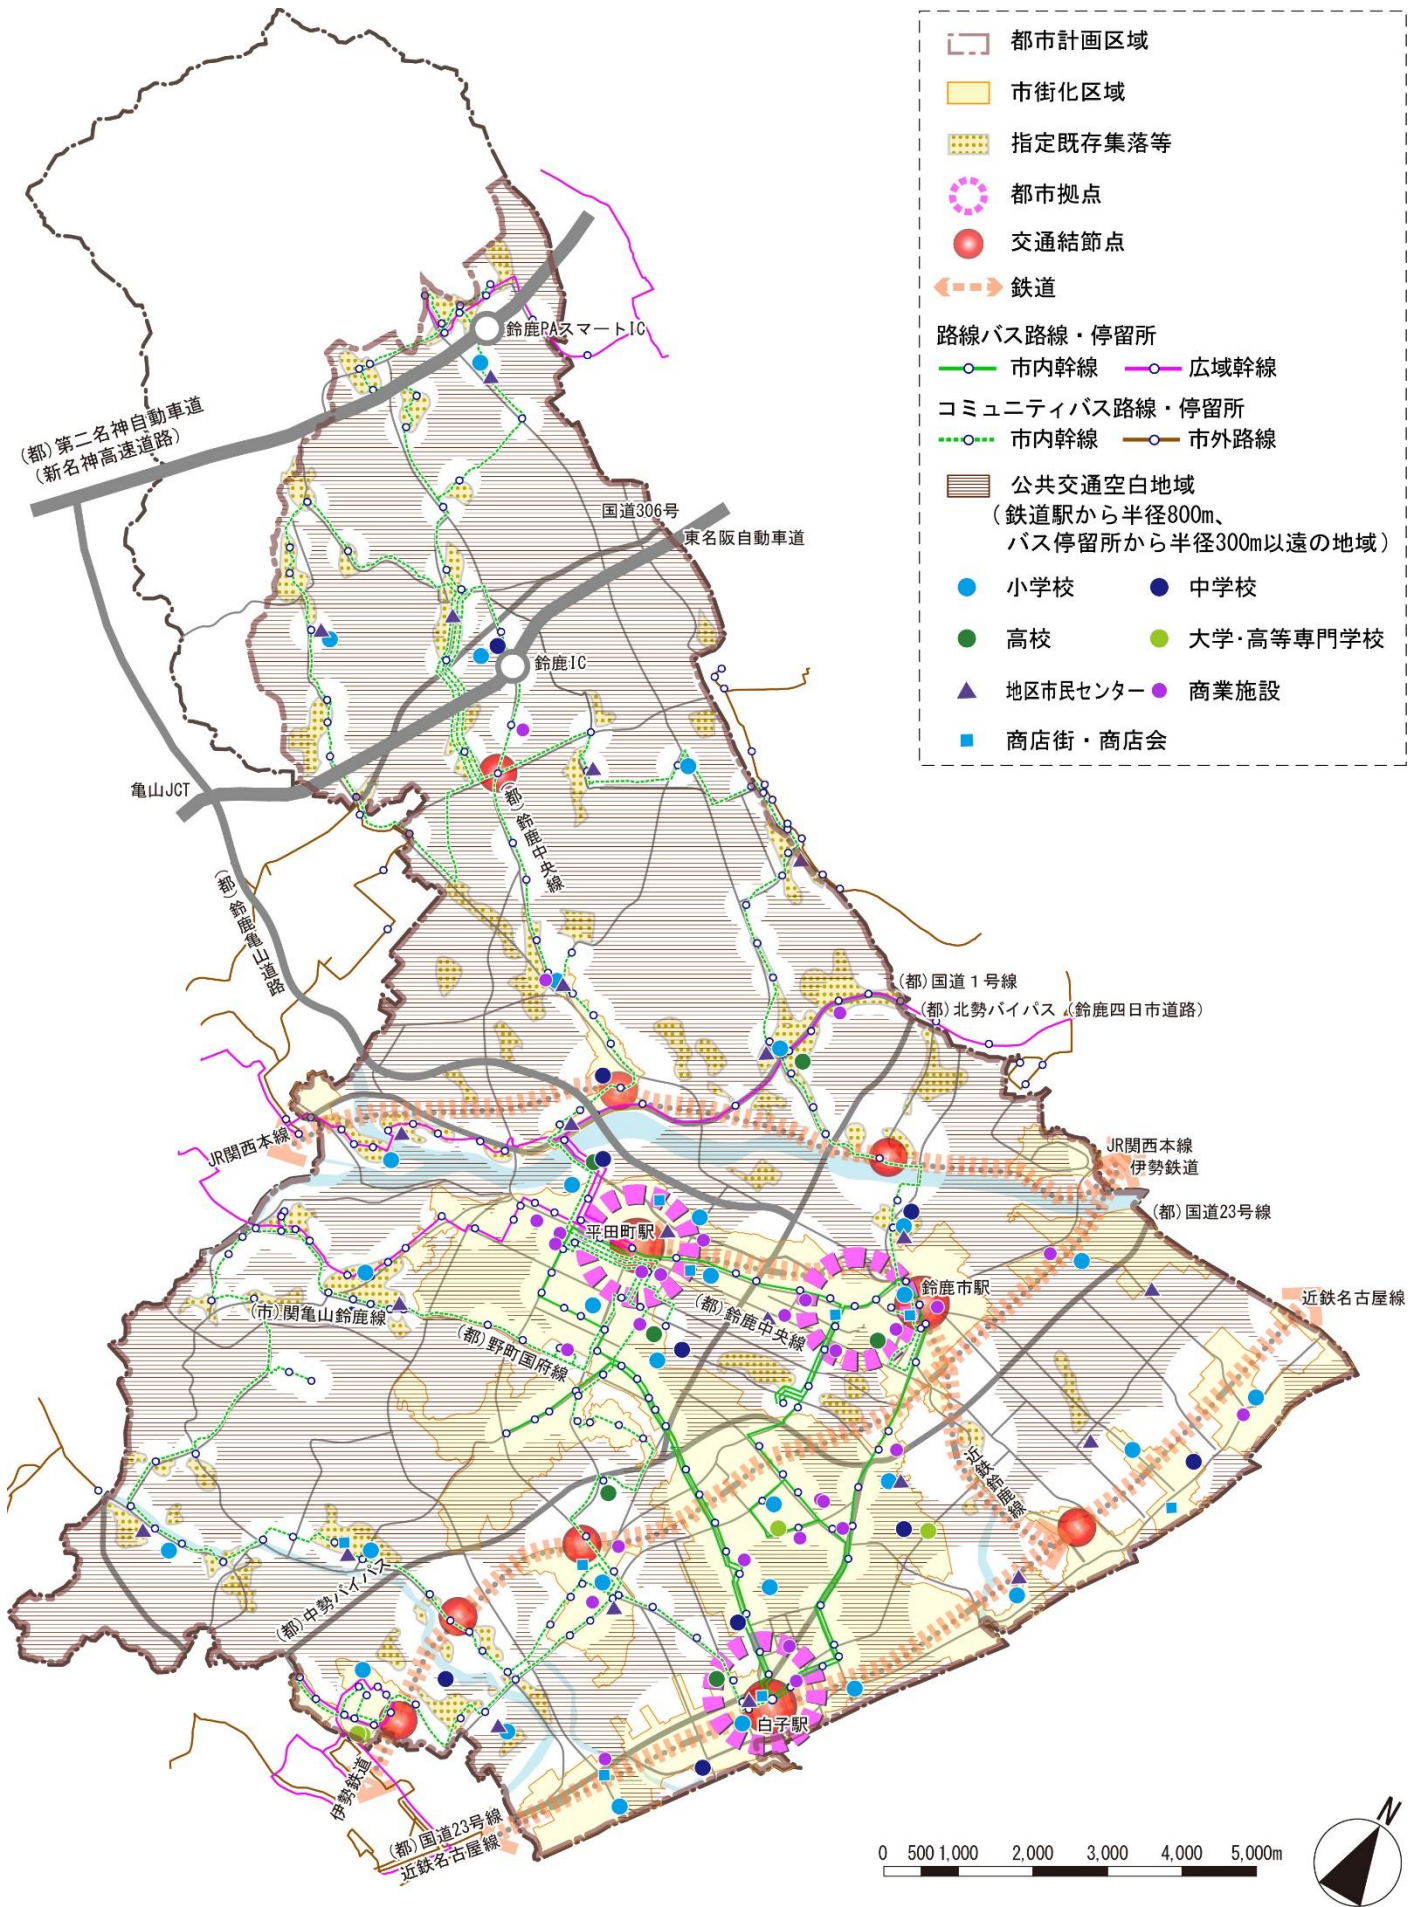 都市計画区域
市街化区域
指定既存集落等
都市拠点
交通結節点
鉄道
路線バス路線・停留所
市内幹線
広域幹線
コミュニティバス路線・停留所
市内幹線
市外路線
公共交通空白地域
(鉄道駅から半径800m、
バス停留所から半径300m以遠の地域)
小学校
中学校
高校
大学・高等専門学校
地区市民センター
商業施設
商店街・商店会
鈴鹿PAスマートIC
(都)第二名神自動車道
(新名神高速道路)
国道306号
東名阪自動車道
鈴鹿IC
亀山JCT
(都)鈴鹿中央線
(都)鈴鹿亀山道路
(都)国道1号線
(都)北勢バイパス(鈴鹿四日市道路)
JR関西本線
JR関西本線
伊勢鉄道
(都)国道23号線
平田町駅
鈴鹿市駅
近鉄名古屋線
(市)関亀山鈴鹿線
(都)鈴鹿中央線
(都)野町国府線
近鉄鈴鹿線
(都)中勢バイパス
白子駅
伊勢鉄道
(都)国道23号線
近鉄名古屋線
0 500 1,000 2,000 3,000 4,000 5,000m
N